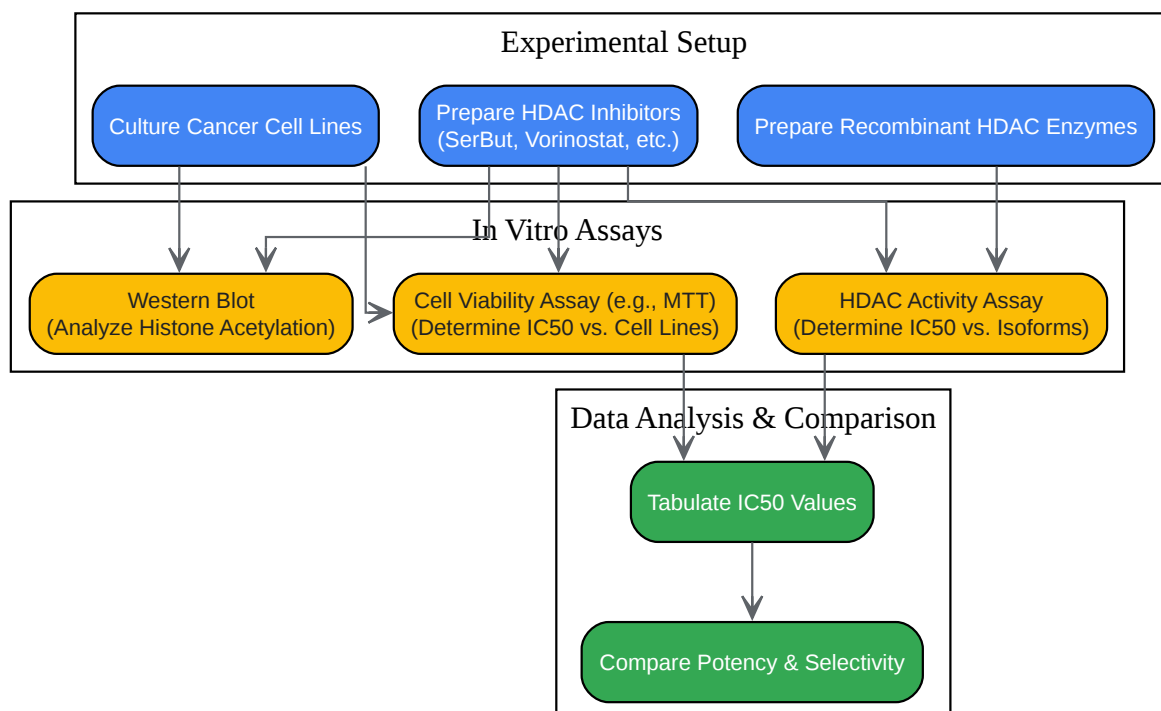 Experimental Setup
Culture Cancer Cell Lines
Prepare HDAC Inhibitors
(SerBut, Vorinostat, etc.)
Prepare Recombinant HDAC Enzymes
In Vitro Assays
Western Blot
(Analyze Histone Acetylation)
Cell Viability Assay (e.g., MTT)
(Determine IC50 vs. Cell Lines)
HDAC Activity Assay
(Determine IC50 vs. Isoforms)
Data Analysis & Comparison
Tabulate IC50 Values
Compare Potency & Selectivity